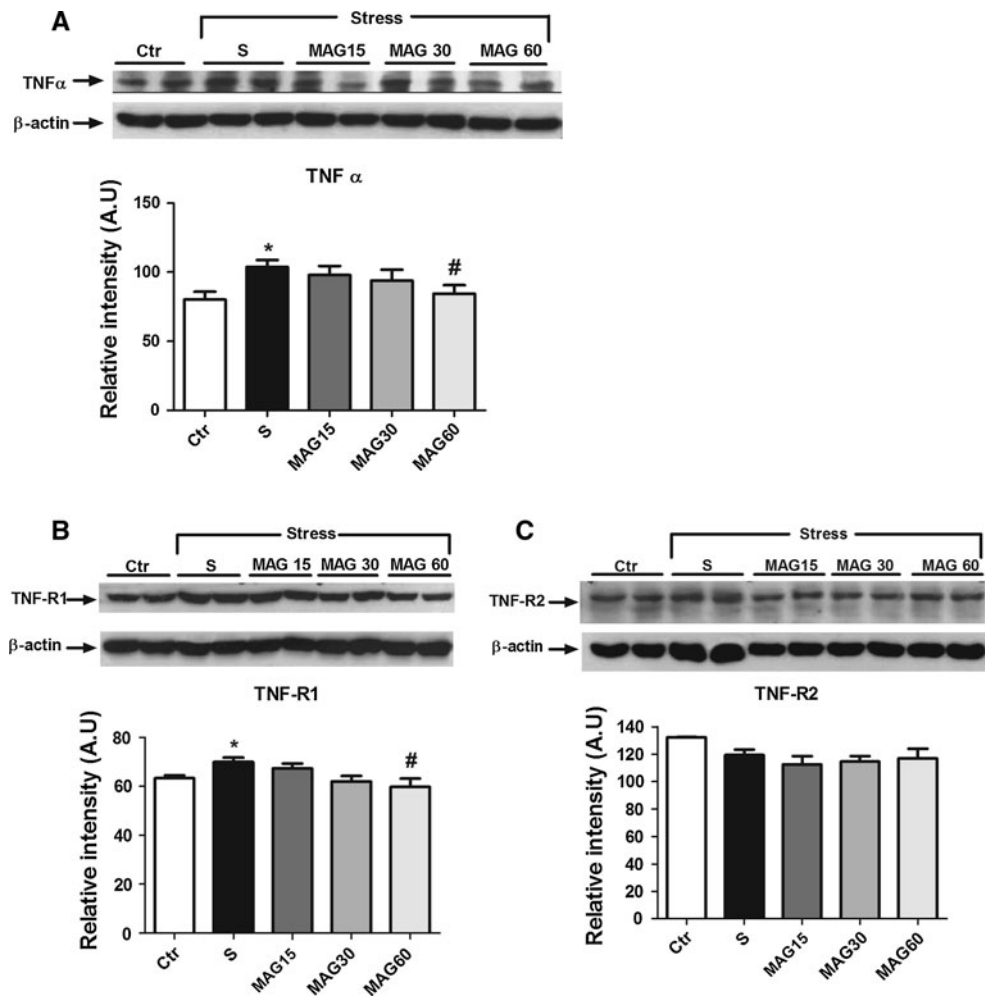 A
Stress
Ctr S MAG15 MAG 30 MAG 60
TNFα
β-actin
TNF α
Relative intensity (A.U)
150
100
50
0
*
#
Ctr S MAG15 MAG30 MAG60
B
Stress
Ctr S MAG 15 MAG 30 MAG 60
TNF-R1
β-actin
TNF-R1
Relative intensity (A.U)
80
60
40
20
0
*
#
Ctr S MAG15 MAG30 MAG60
C
Stress
Ctr S MAG15 MAG 30 MAG 60
TNF-R2
β-actin
TNF-R2
Relative intensity (A.U)
140
120
100
80
60
40
20
0
Ctr S MAG15 MAG30 MAG60